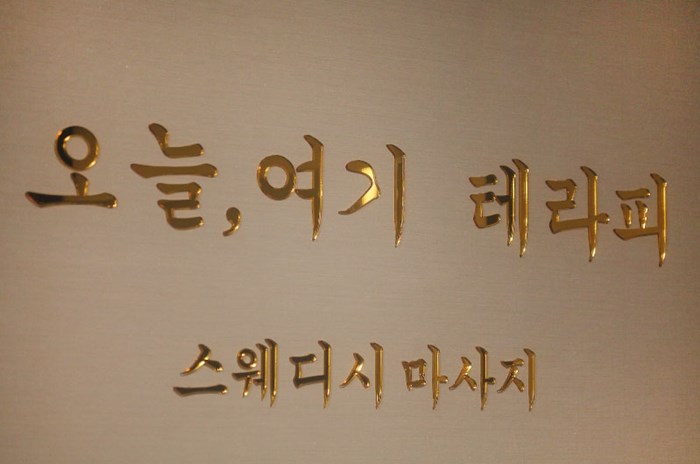 오늘, 여기 테라피
스웨디시 마사지